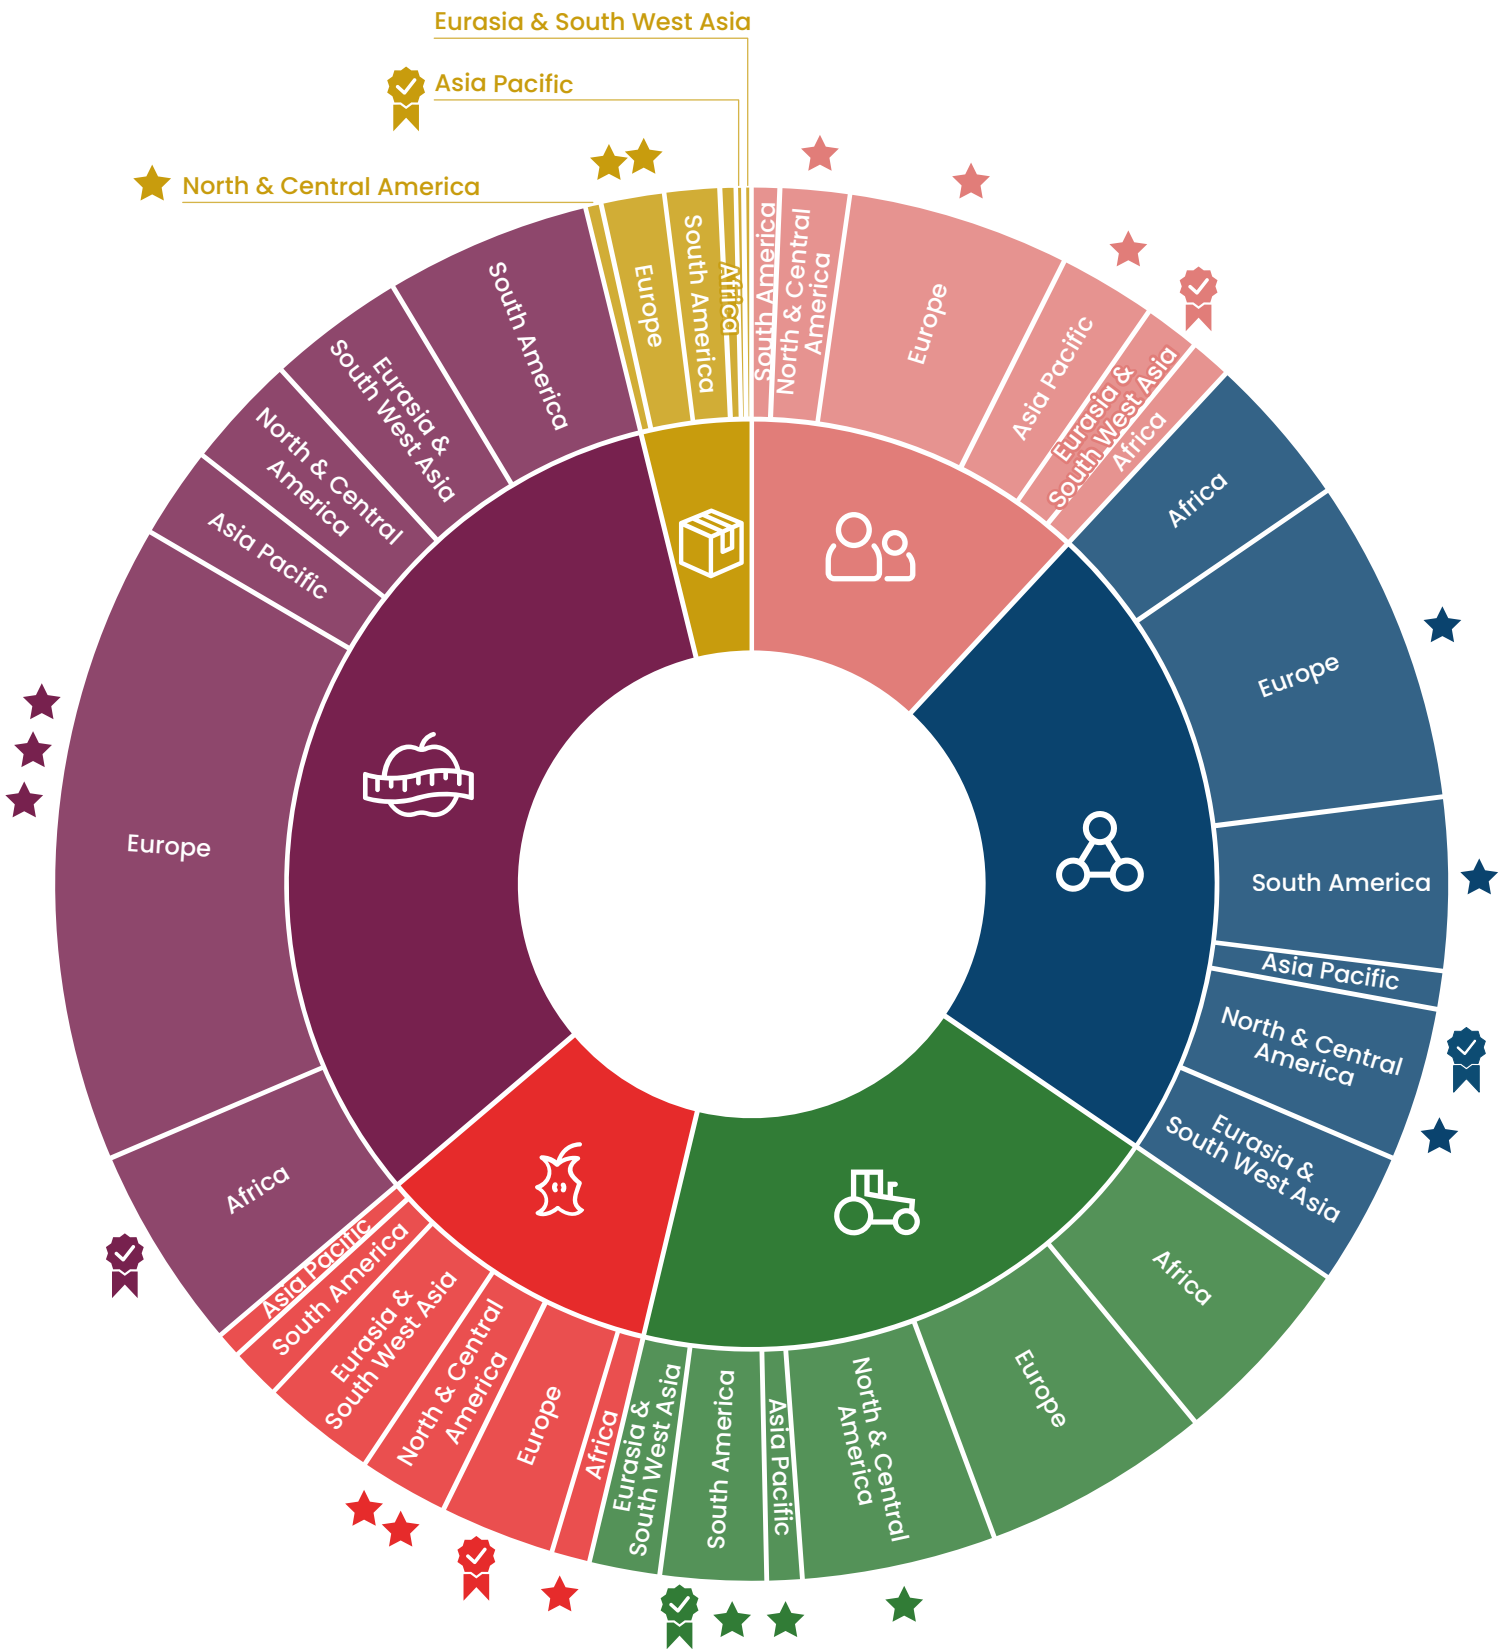 Eurasia & South West Asia
Asia Pacific
North & Central America
South America
North & Central
America
Europe
Asia Pacific
Eurasia &
South West Asia
Africa
Africa
Europe
South America
Asia Pacific
North & Central
America
Eurasia &
South West Asia
Africa
Europe
North & Central
America
Asia Pacific
South America
Eurasia &
South West Asia
Africa
Europe
North & Central
America
Eurasia &
South West Asia
South America
Asia Pacific
Africa
Europe
Asia Pacific
North & Central
America
Eurasia &
South West Asia
South America
Europe
South America
Africa